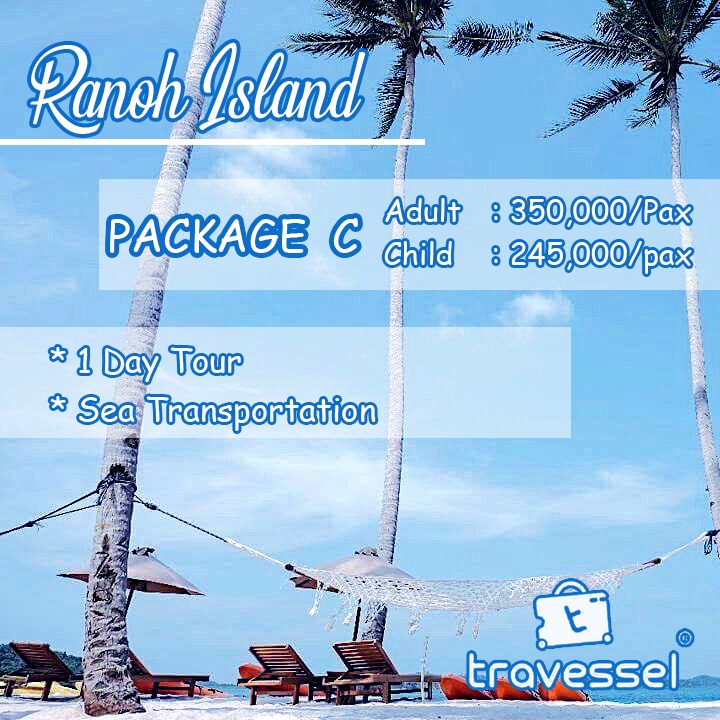 Ranoh Island
PACKAGE C
Adult : 350,000/Pax
Child : 245,000/pax
* 1 Day Tour
* Sea Transportation
t
travessel ©